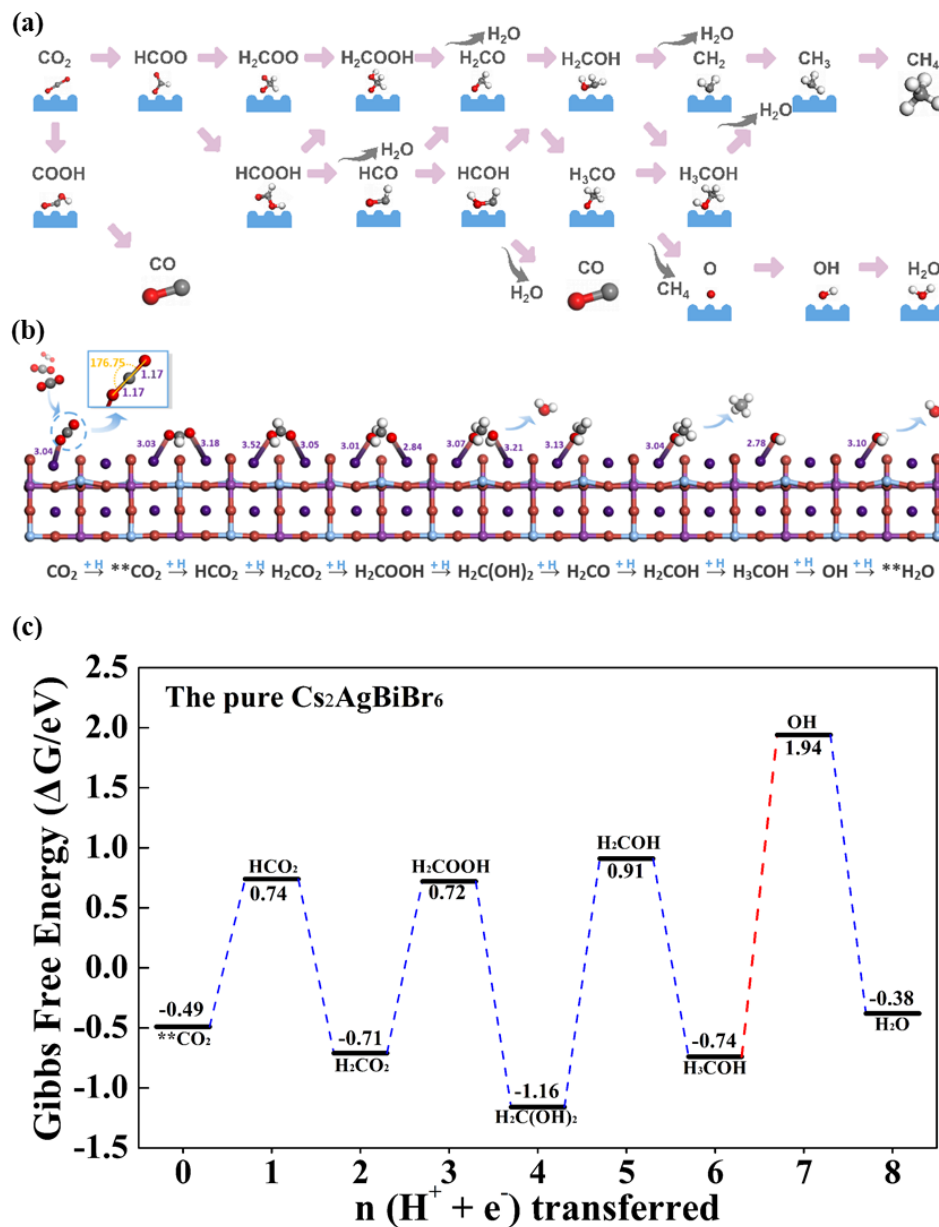 (a)
H₂O H₂O
CO₂ HCOO H₂COO H₂COOH H₂CO H₂COH CH₂ CH₃ CH₄
H₂O H₂O
COOH HCOOH HCO HCOH H₃CO H₃COH
CO H₂O CO CH₄ O OH H₂O
(b)
176.75
1.17
1.17
3.04 3.03 3.18 3.52 3.05 3.01 2.84 3.07 3.21 3.13 3.04 2.78 3.10
CO₂ + H → **CO₂ + H → HCO₂ + H → H₂CO₂ + H → H₂COOH + H → H₂C(OH)₂ + H → H₂CO + H → H₂COH + H → H₃COH + H → OH + H → **H₂O
(c)
The pure Cs₂AgBiBr₆
Gibbs Free Energy (ΔG/eV)
2.5
2.0
1.5
1.0
0.5
0.0
-0.5
-1.0
-1.5
-0.49
**CO₂
HCO₂
0.74
-0.71
H₂CO₂
H₂COOH
0.72
-1.16
H₂C(OH)₂
H₂COH
0.91
-0.74
H₃COH
OH
1.94
-0.38
H₂O
0 1 2 3 4 5 6 7 8
n (H⁺ + e⁻) transferred